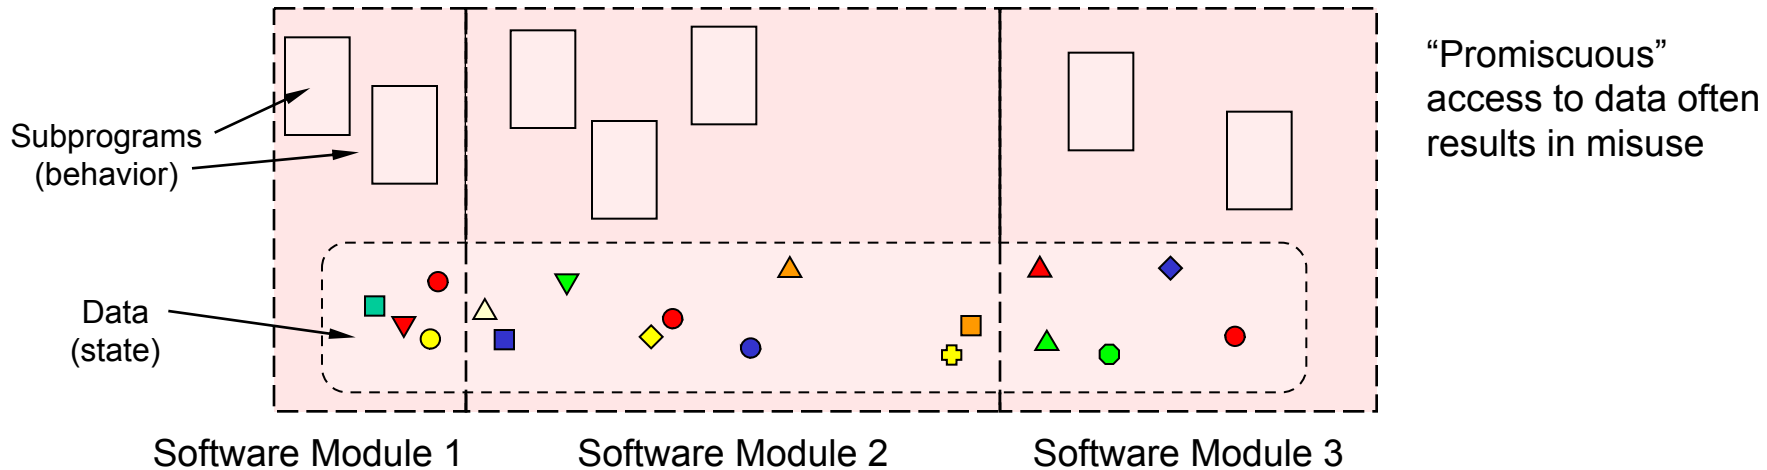 “Promiscuous”
access to data often
results in misuse
Subprograms
(behavior)
Data
(state)
Software Module 1
Software Module 2
Software Module 3